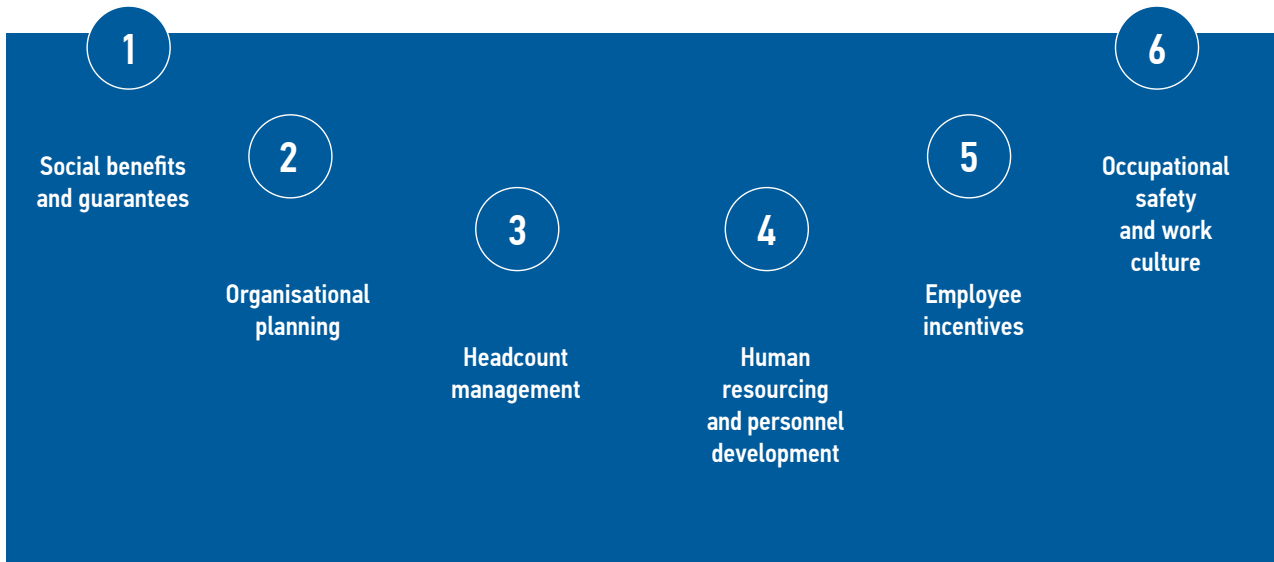 1
Social benefits
and guarantees
2
Organisational
planning
3
Headcount
management
4
Human
resourcing
and personnel
development
5
Employee
incentives
6
Occupational
safety
and work
culture